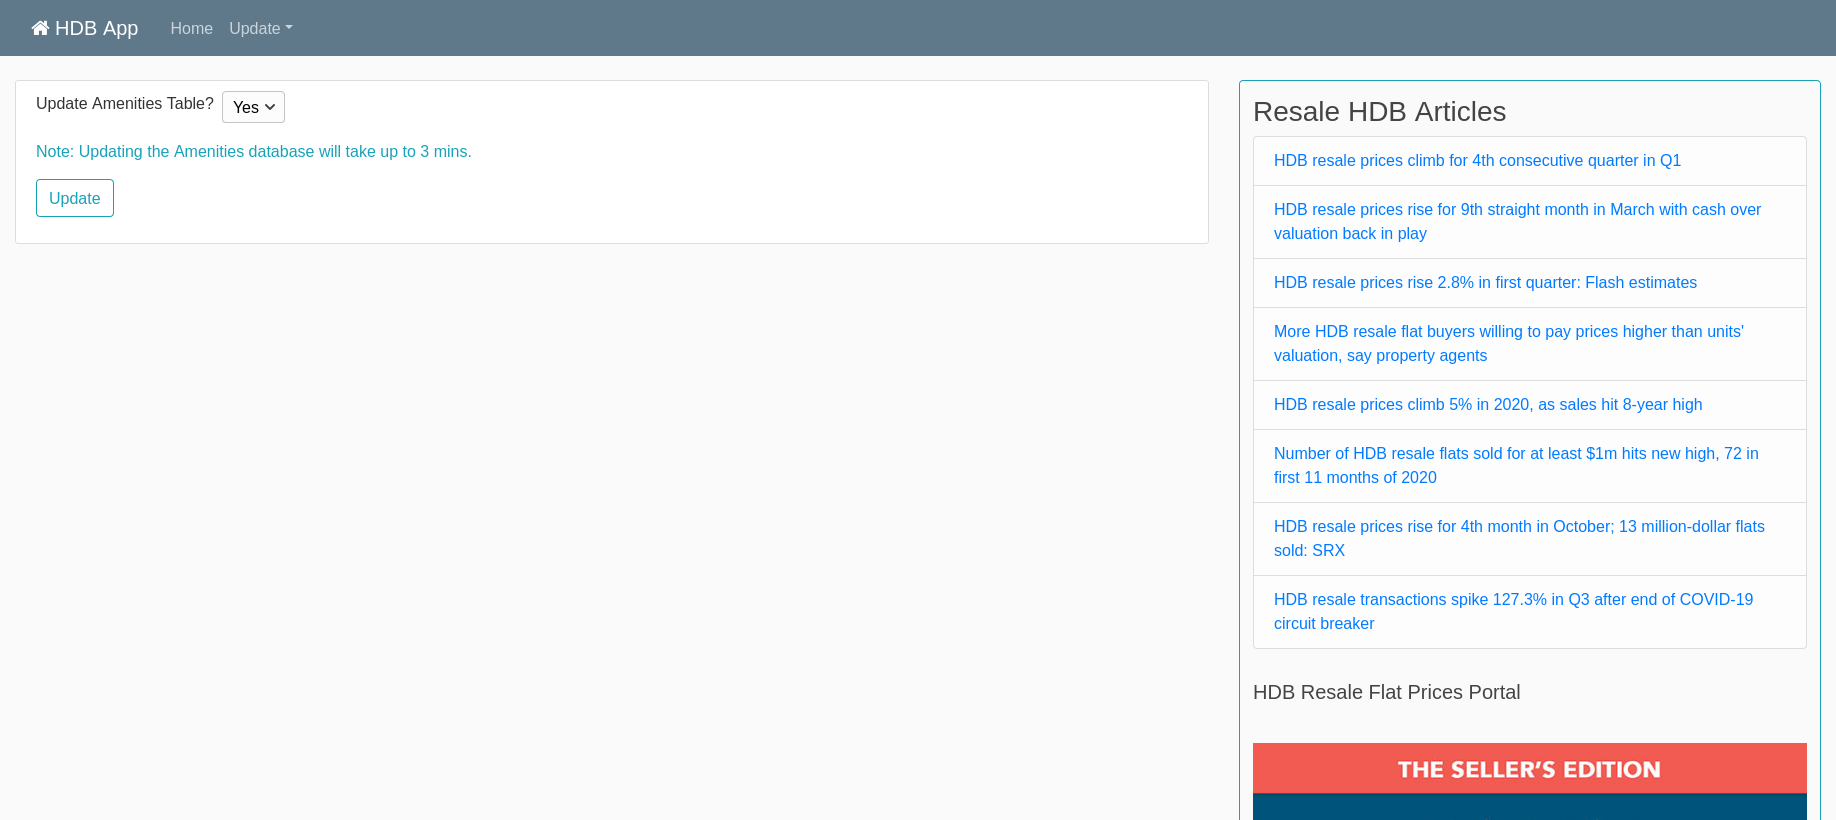 HDB App
Home
Update
Update Amenities Table?
Yes
Note: Updating the Amenities database will take up to 3 mins.
Update
Resale HDB Articles
HDB resale prices climb for 4th consecutive quarter in Q1
HDB resale prices rise for 9th straight month in March with cash over
valuation back in play
HDB resale prices rise 2.8% in first quarter: Flash estimates
More HDB resale flat buyers willing to pay prices higher than units'
valuation, say property agents
HDB resale prices climb 5% in 2020, as sales hit 8-year high
Number of HDB resale flats sold for at least $1m hits new high, 72 in
first 11 months of 2020
HDB resale prices rise for 4th month in October; 13 million-dollar flats
sold: SRX
HDB resale transactions spike 127.3% in Q3 after end of COVID-19
circuit breaker
HDB Resale Flat Prices Portal
THE SELLER'S EDITION